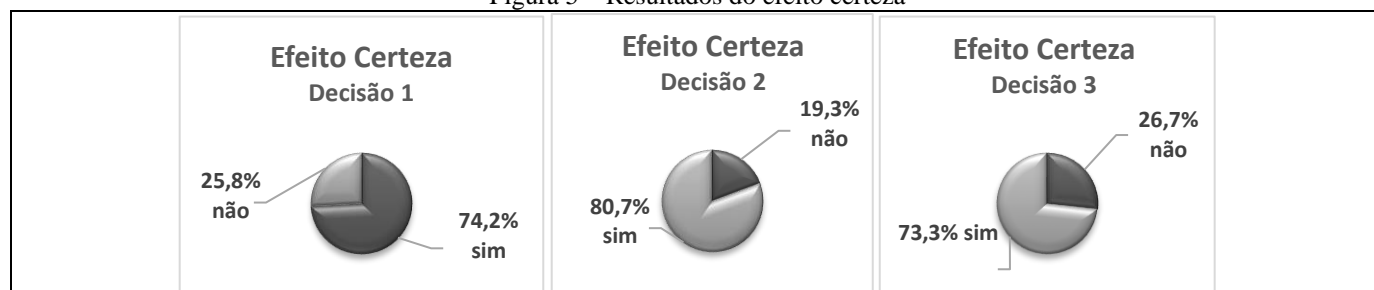 Figura 3 – Resultados do efeito certeza
Efeito Certeza
Decisão 1
25,8%
não
74,2%
sim
Efeito Certeza
Decisão 2
19,3%
não
80,7%
sim
Efeito Certeza
Decisão 3
26,7%
não
73,3% sim